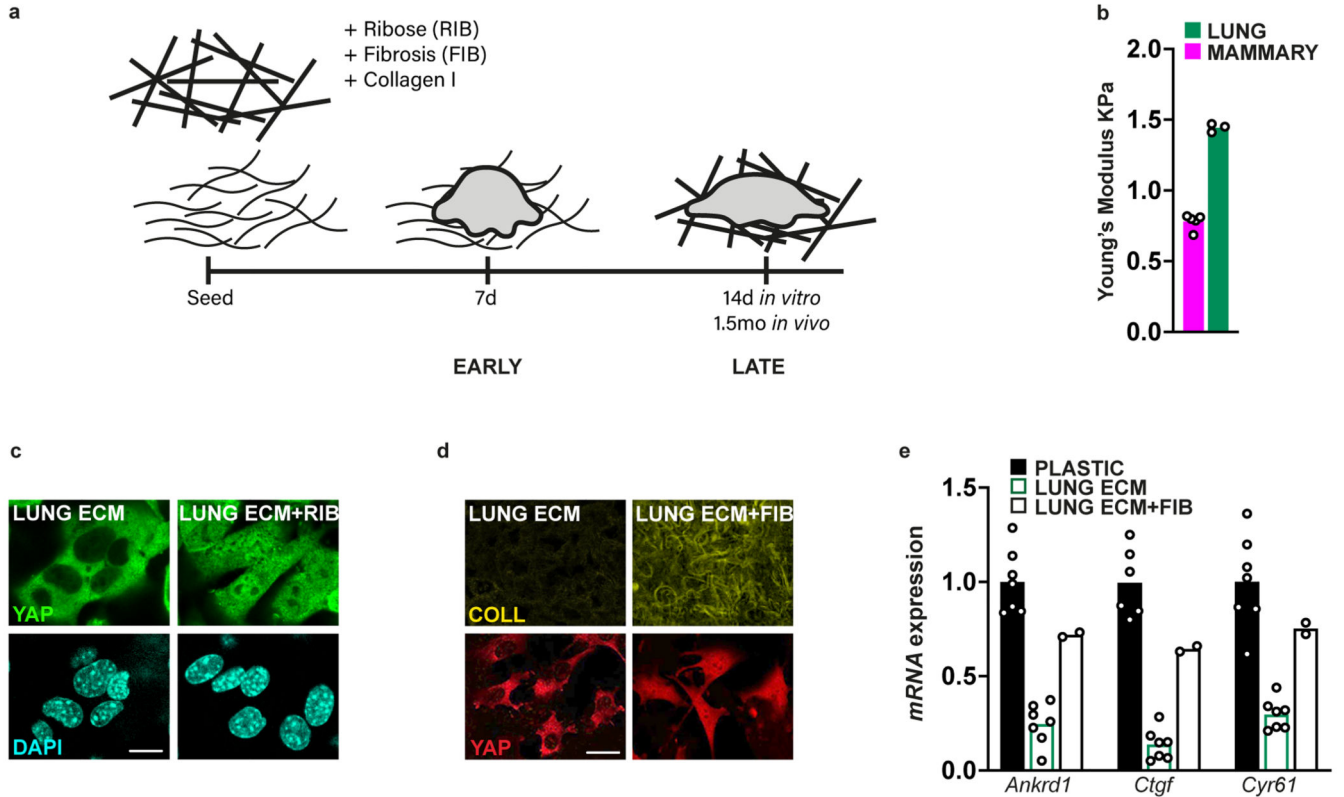 a
+ Ribose (RIB)
+ Fibrosis (FIB)
+ Collagen I
Seed
7d
14d in vitro
1.5mo in vivo
EARLY
LATE
b
LUNG
MAMMARY
Young's Modulus KPa
2.0
1.5
1.0
0.5
0.0
c
LUNG ECM
LUNG ECM+RIB
YAP
DAPI
d
LUNG ECM
LUNG ECM+FIB
COLL
YAP
e
PLASTIC
LUNG ECM
LUNG ECM+FIB
mRNA expression
1.5
1.0
0.5
0.0
Ankrd1
Ctgf
Cyr61